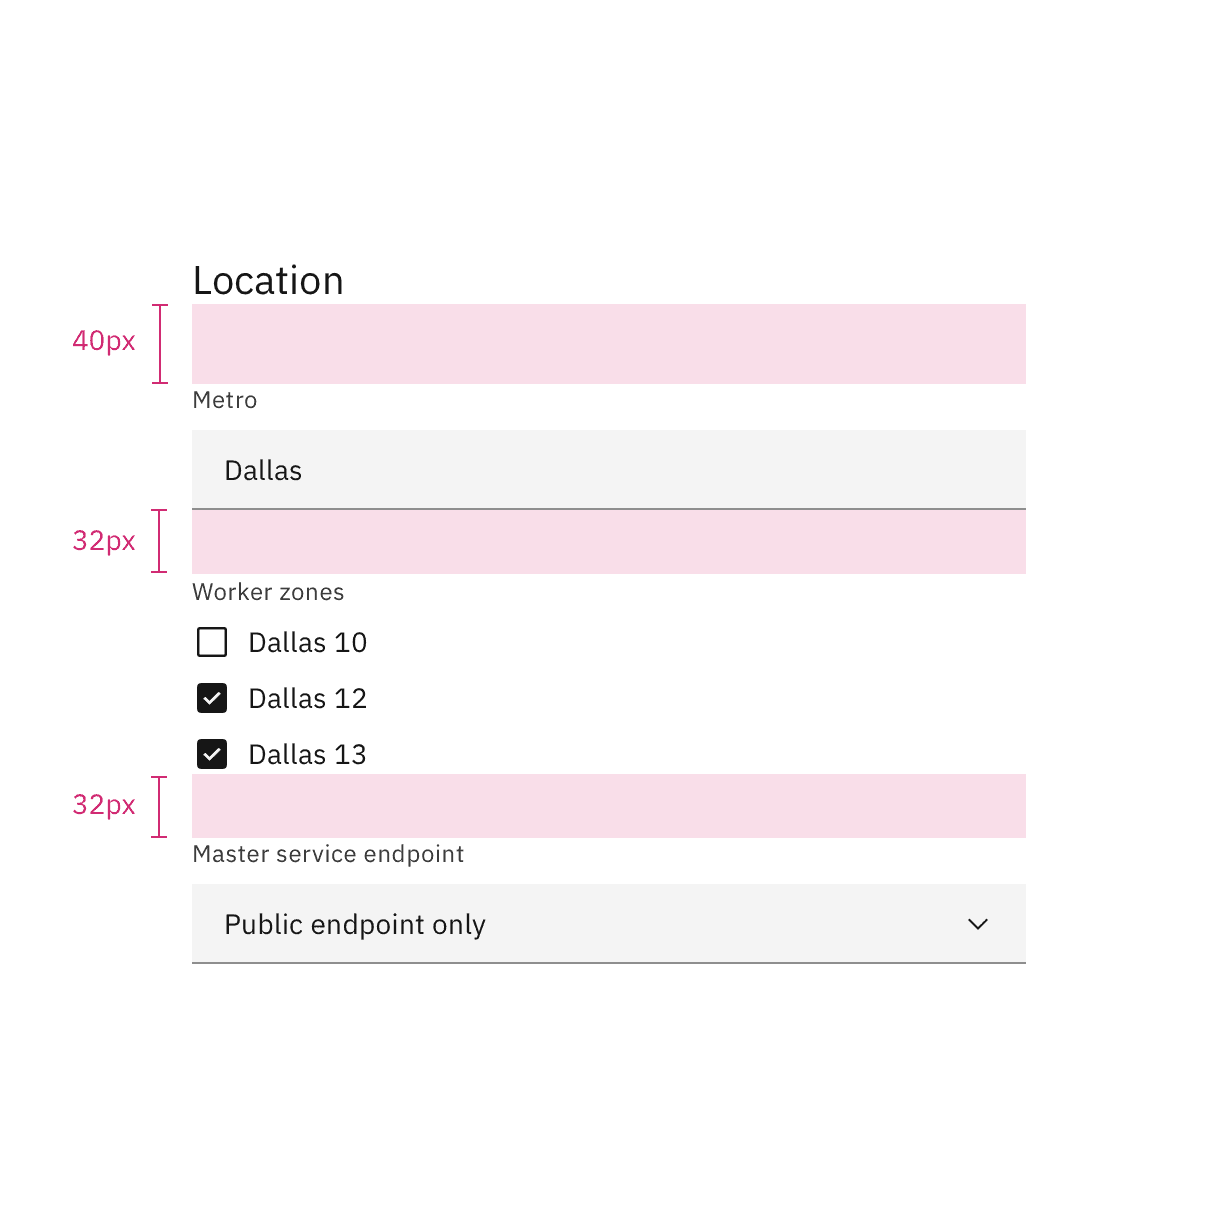 Location
40px
Metro
Dallas
32px
Worker zones
Dallas 10
Dallas 12
Dallas 13
32px
Master service endpoint
Public endpoint only